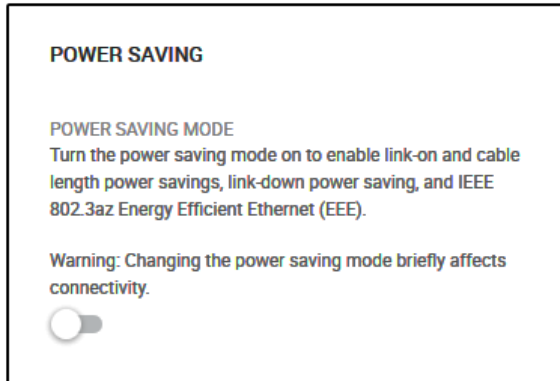 POWER SAVING
POWER SAVING MODE
Turn the power saving mode on to enable link-on and cable
length power savings, link-down power saving, and IEEE
802.3az Energy Efficient Ethernet (EEE).
Warning: Changing the power saving mode briefly affects
connectivity.